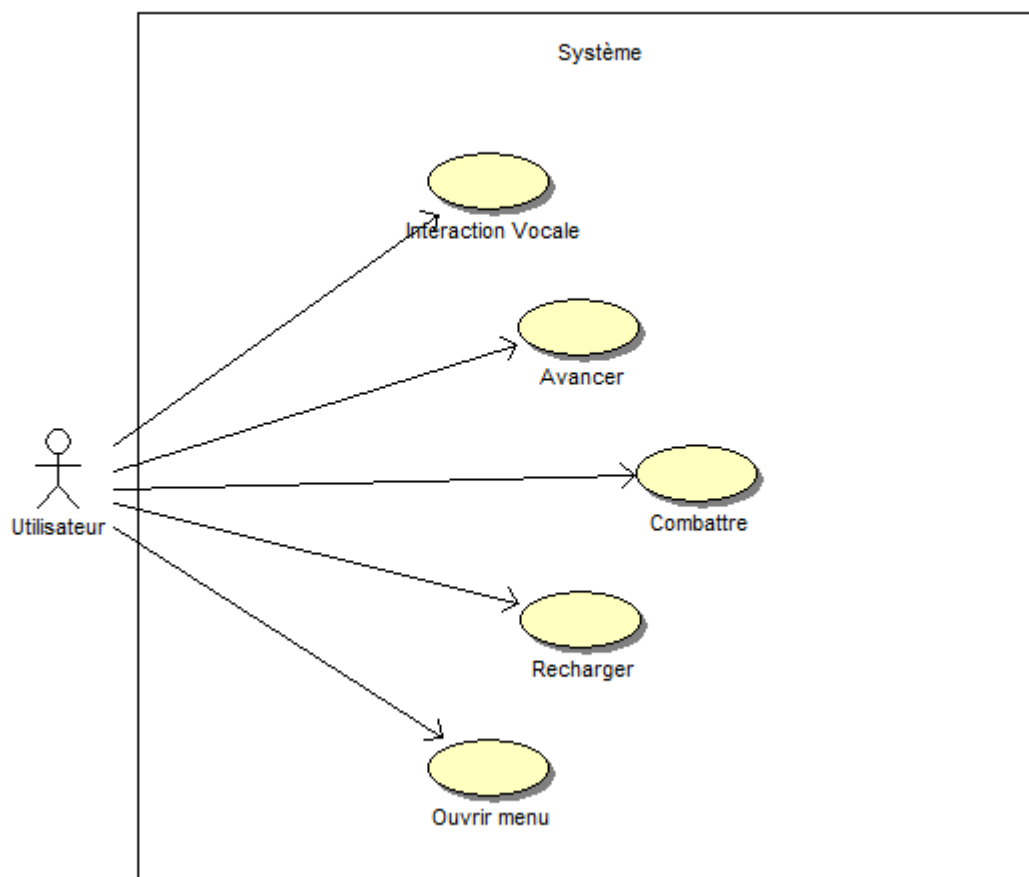 Système
Interaction Vocale
Avancer
Combattre
Utilisateur
Recharger
Ouvrir menu